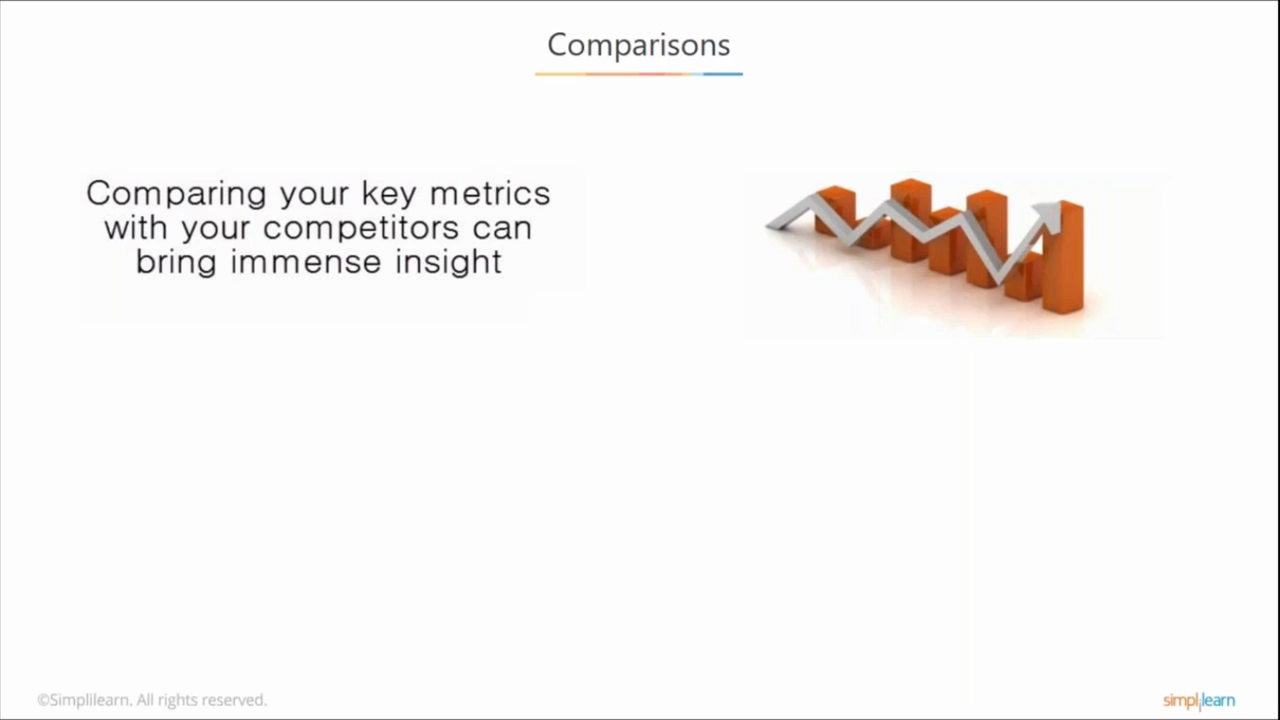 Comparisons
Comparing your key metrics
with your competitors can
bring immense insight
©Simplilearn. All rights reserved.
simplilearn